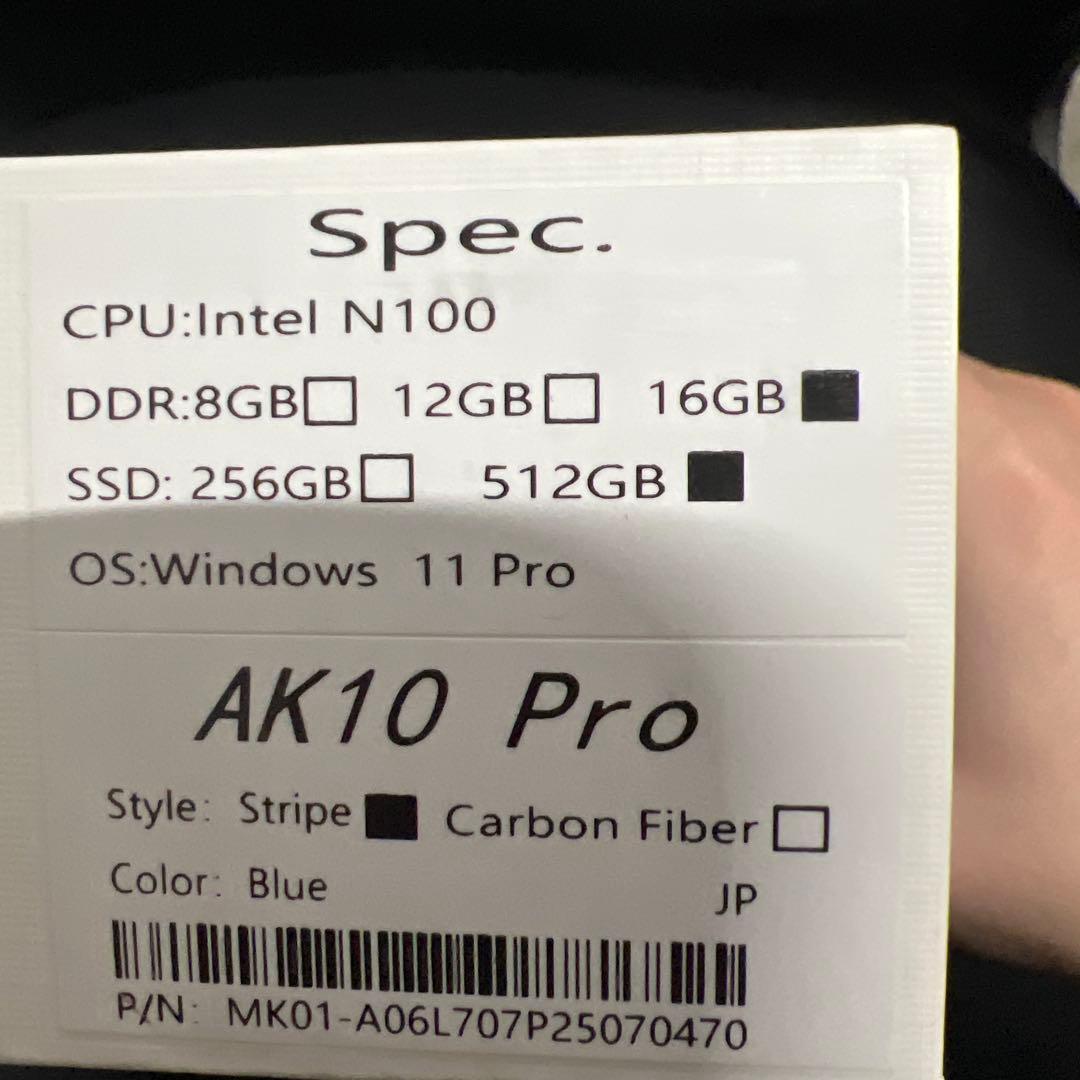 Spec.
CPU:Intel N100
DDR:8GB□ 12GB□ 16GB■
SSD: 256GB□ 512GB■
OS:Windows 11 Pro
AK10 Pro
Style: Stripe■ Carbon Fiber□
Color: Blue JP
P/N: MK01-A06L707P25070470